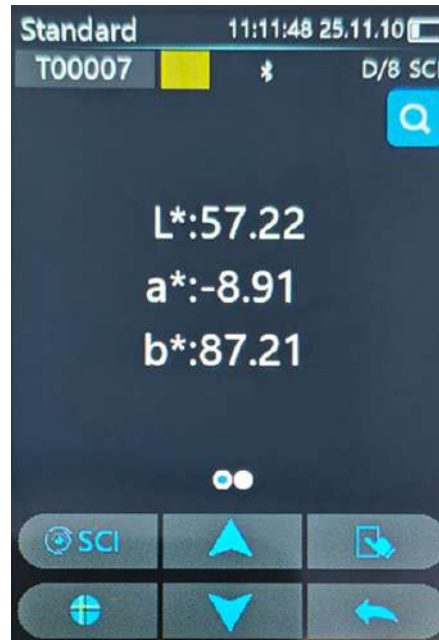 Standard 11:11:48 25.11.10
T00007 D/8 SCI
L*:57.22
a*:-8.91
b*:87.21
SCI